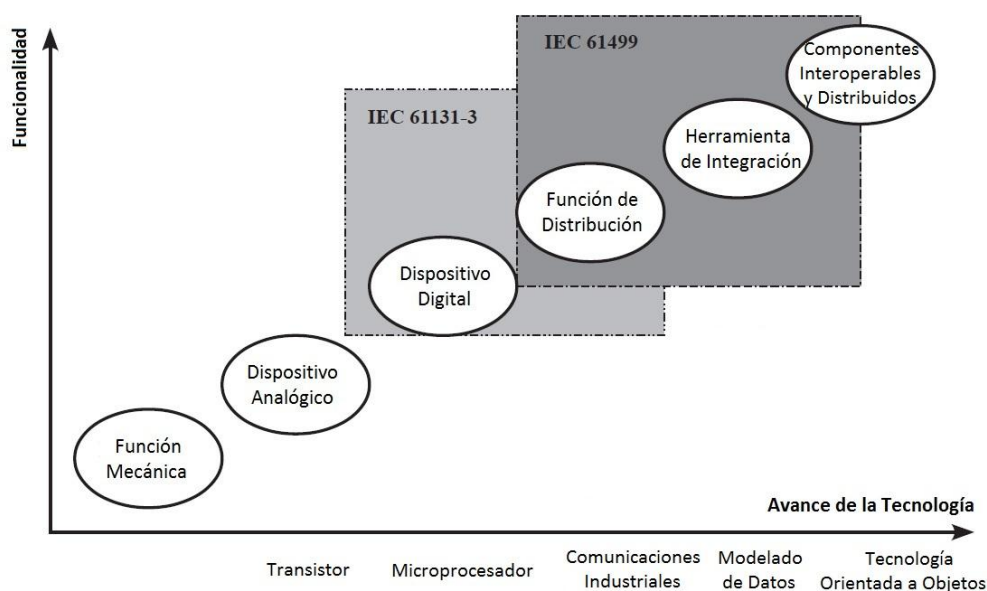 Funcionalidad
IEC 61499
Componentes
Interoperables
y Distribuidos
IEC 61131-3
Herramienta
de Integración
Función de
Distribución
Dispositivo
Digital
Dispositivo
Analógico
Función
Mecánica
Avance de la Tecnología
Transistor
Microprocesador
Comunicaciones
Industriales
Modelado
de Datos
Tecnología
Orientada a Objetos